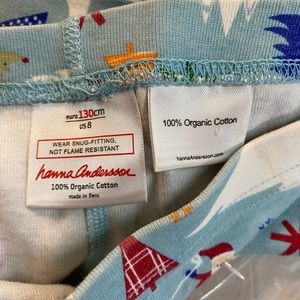 euro 130cm
US 8
WEAR SNUG-FITTING,
NOT FLAME RESISTANT
hanna Andersson
100% Organic Cotton
made in Peru
100% Organic Cotton
hannaAndersson.com